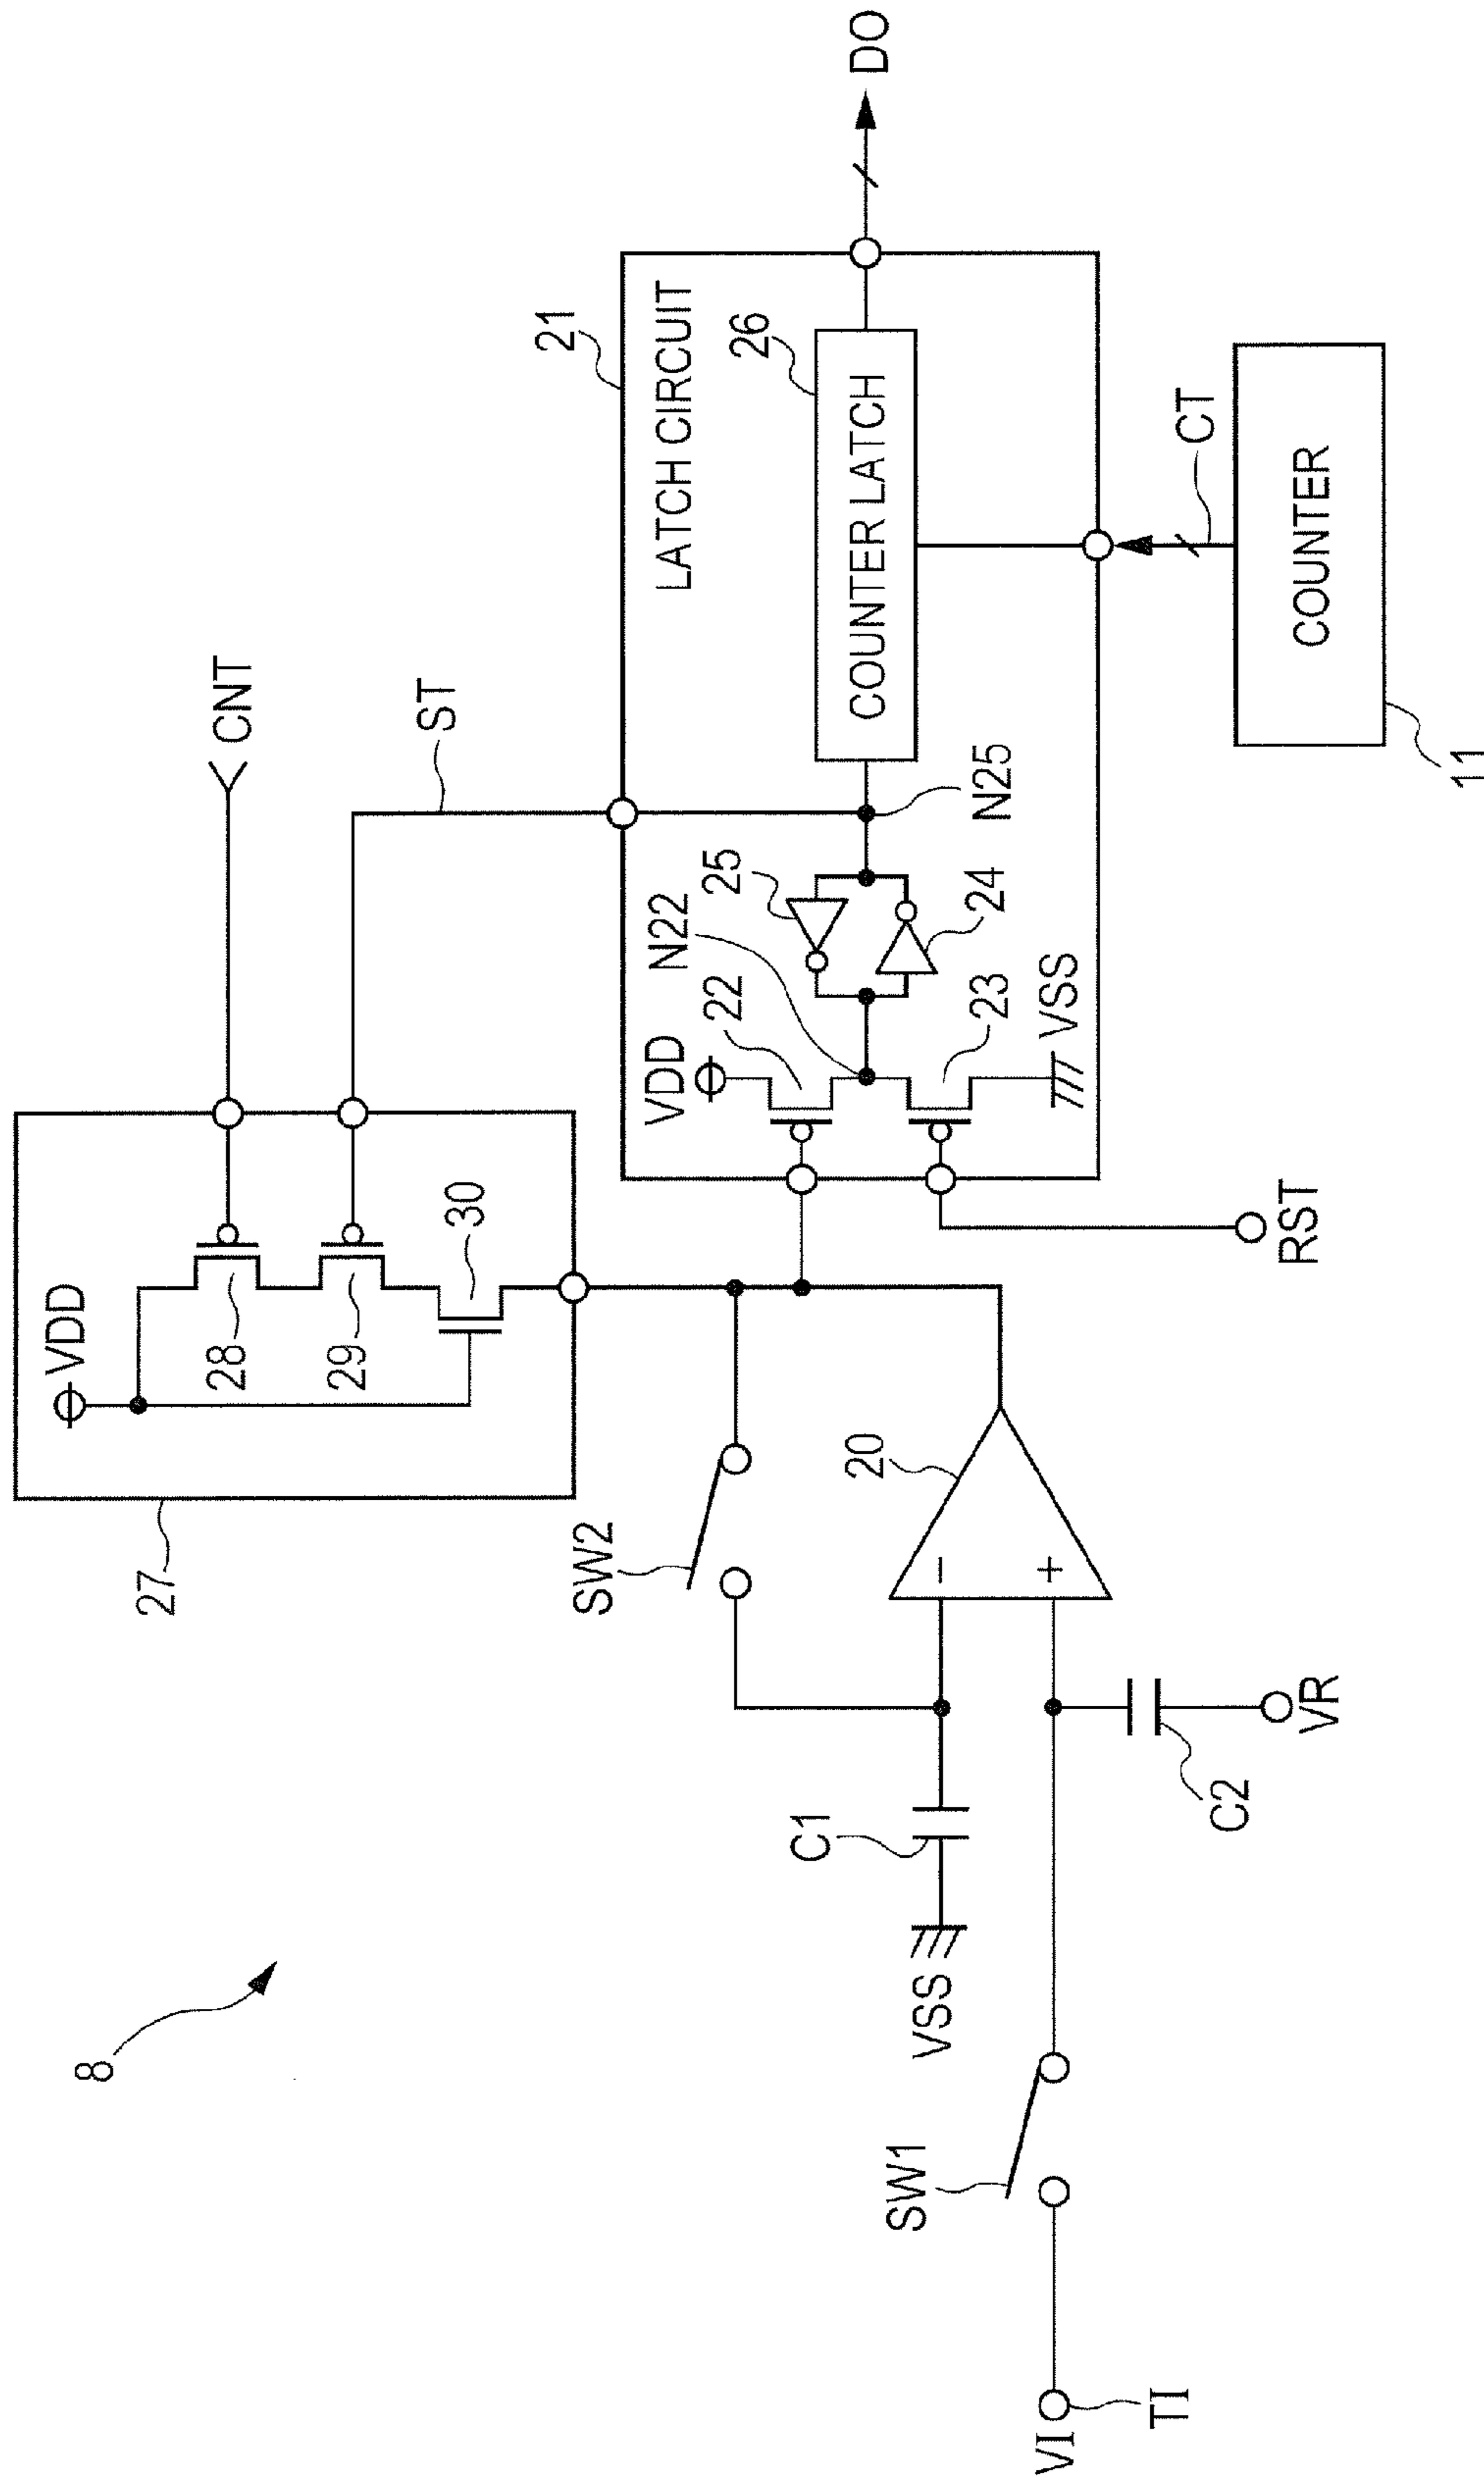 8
27
VDD
28
29
30
CNT
ST
21
LATCH CIRCUIT
VDD
22
N22
25
26
COUNTER LATCH
DO
23
24
N25
VSS
SW2
20
−
+
C1
VSS
SW1
VI
TI
C2
VR
RST
CT
COUNTER
11